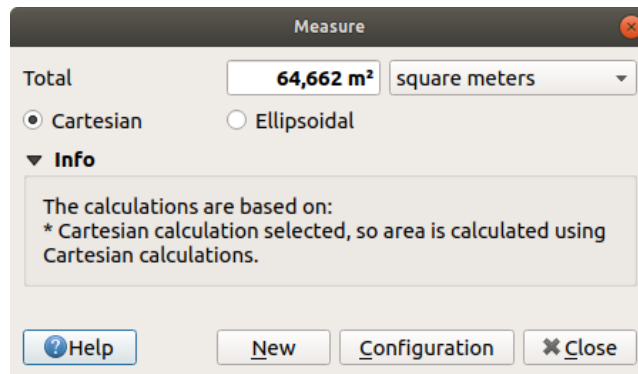 Measure
Total 64,662 m² square meters
Cartesian Ellipsoidal
Info
The calculations are based on:
* Cartesian calculation selected, so area is calculated using
Cartesian calculations.
Help New Configuration Close